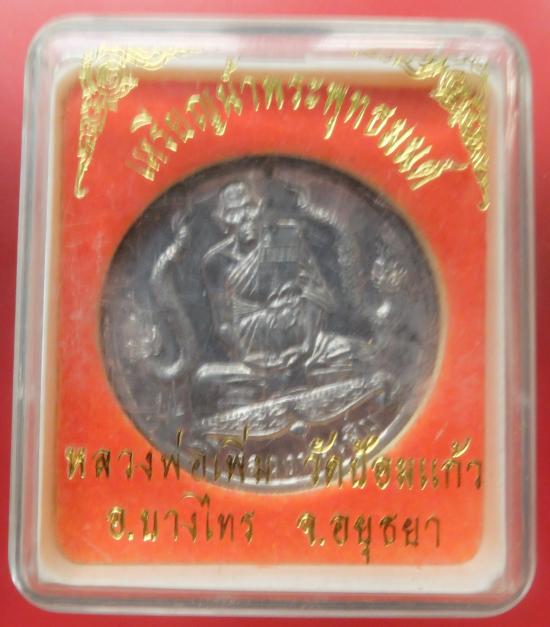 เหรียญน้ำพระพุทธมนต์
หลวงพ่อเพิ่ม วัดป้อมแก้ว
อ.บางไทร จ.อยุธยา